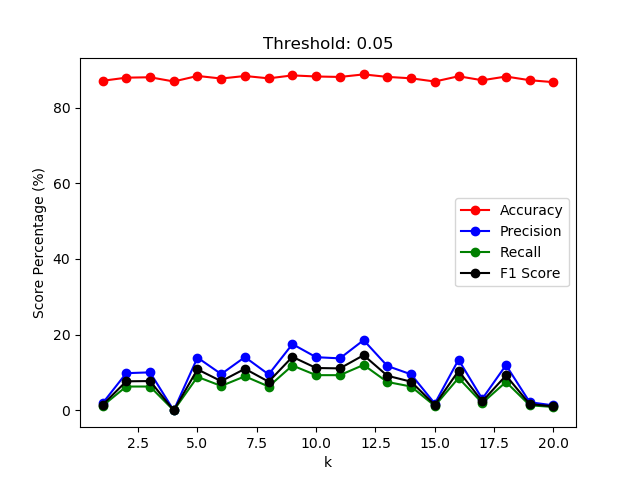 Threshold: 0.05
Score Percentage (%)
80
60
40
20
0
Accuracy
Precision
Recall
F1 Score
2.5 5.0 7.5 10.0 12.5 15.0 17.5 20.0
k